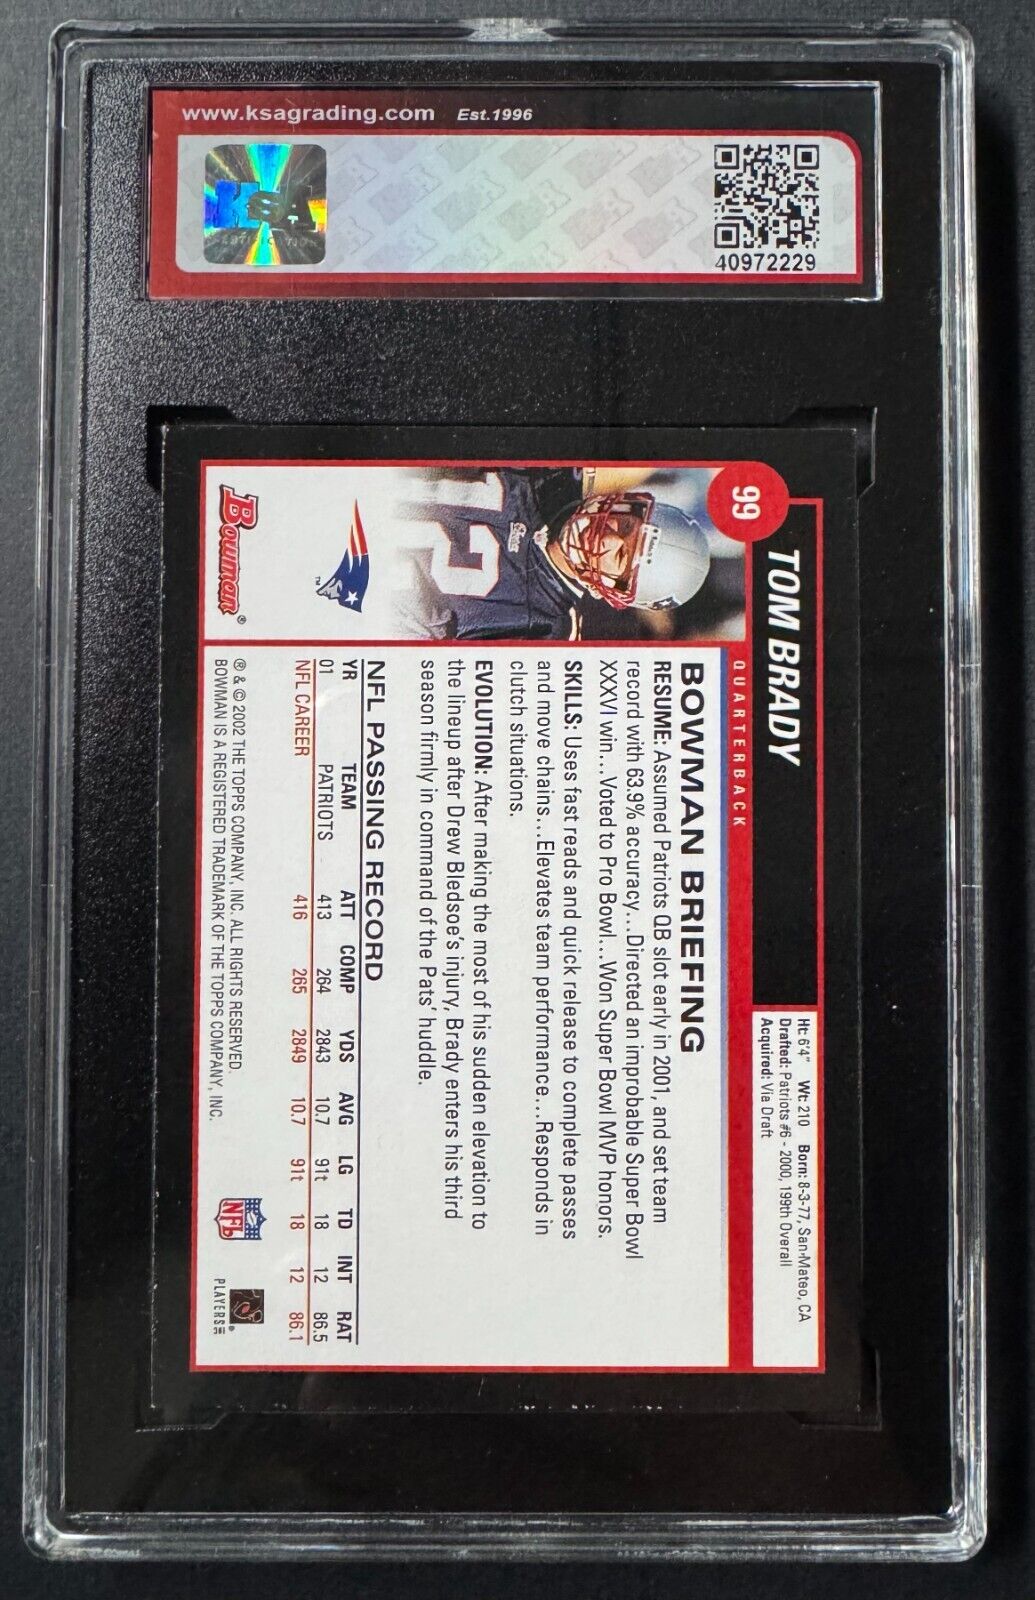 www.ksagrading.com Est.1996
KSA
40972229
99
TOM BRADY
QUARTERBACK
Ht: 6'4" Wt: 210 Born: 8-3-77, San Mateo, CA
Drafted: Patriots #6 - 2000, 199th Overall
Acquired: Via Draft
12
TM
Bowman®
BOWMAN BRIEFING
RESUME: Assumed Patriots QB slot early in 2001, and set team
record with 63.9% accuracy...Directed an improbable Super Bowl
XXXVI win...Voted to Pro Bowl...Won Super Bowl MVP honors.
SKILLS: Uses fast reads and quick release to complete passes
and move chains...Elevates team performance...Responds in
clutch situations.
EVOLUTION: After making the most of his sudden elevation to
the lineup after Drew Bledsoe's injury, Brady enters his third
season firmly in command of the Pats' huddle.
NFL PASSING RECORD
YR TEAM ATT COMP YDS AVG LG TD INT RAT
01 PATRIOTS 413 264 2843 10.7 91t 18 12 86.5
NFL CAREER 416 265 2849 10.7 91t 18 12 86.1
® & © 2002 THE TOPPS COMPANY, INC. ALL RIGHTS RESERVED.
BOWMAN IS A REGISTERED TRADEMARK OF THE TOPPS COMPANY, INC.
NFL
PLAYERS INC